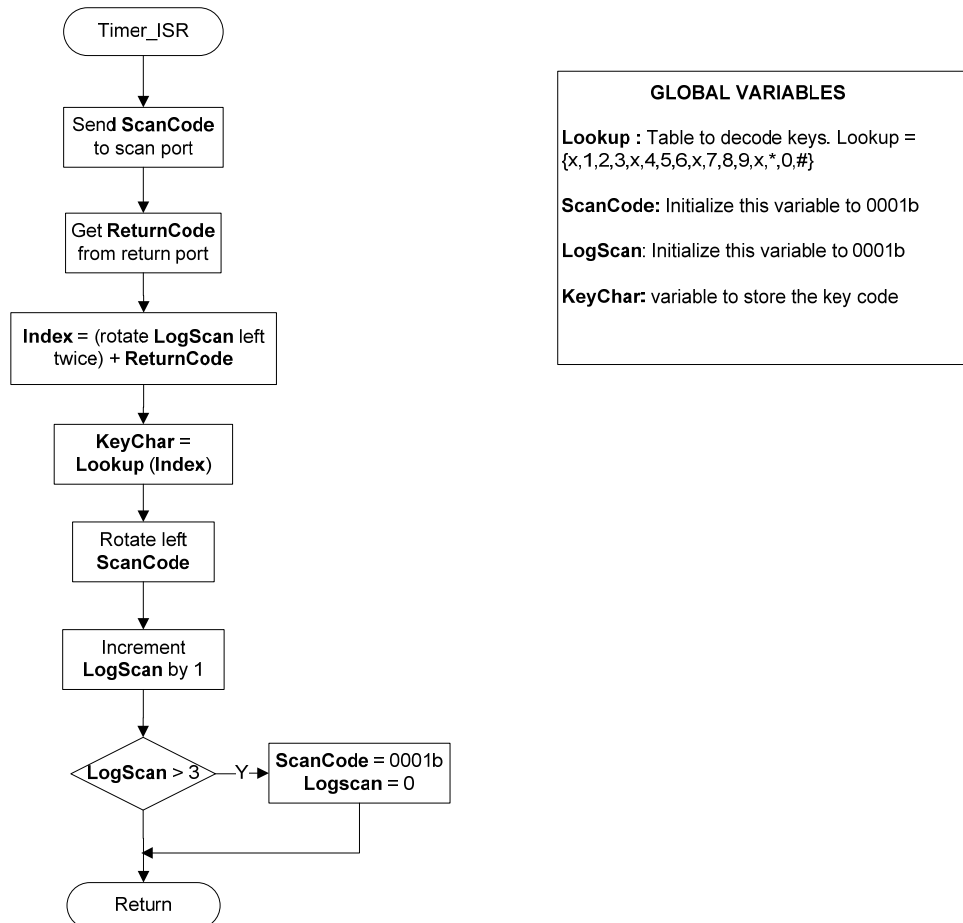 Timer_ISR
Send ScanCode
to scan port
Get ReturnCode
from return port
Index = (rotate LogScan left
twice) + ReturnCode
KeyChar =
Lookup (Index)
Rotate left
ScanCode
Increment
LogScan by 1
LogScan > 3
Y
ScanCode = 0001b
Logscan = 0
Return
GLOBAL VARIABLES
Lookup : Table to decode keys. Lookup =
{x,1,2,3,x,4,5,6,x,7,8,9,x,*,0,#}
ScanCode: Initialize this variable to 0001b
LogScan: Initialize this variable to 0001b
KeyChar: variable to store the key code